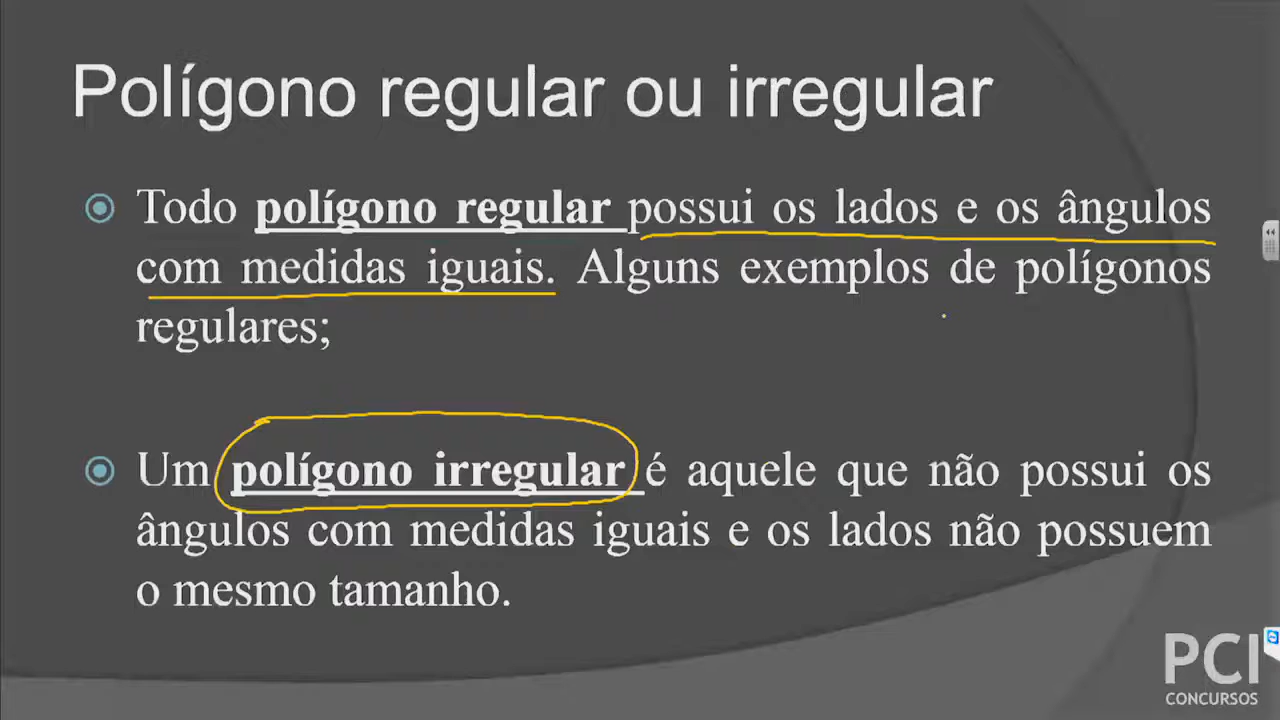 Polígono regular ou irregular
Todo polígono regular possui os lados e os ângulos
com medidas iguais. Alguns exemplos de polígonos
regulares;
Um polígono irregular é aquele que não possui os
ângulos com medidas iguais e os lados não possuem
o mesmo tamanho.
PCI
CONCURSOS